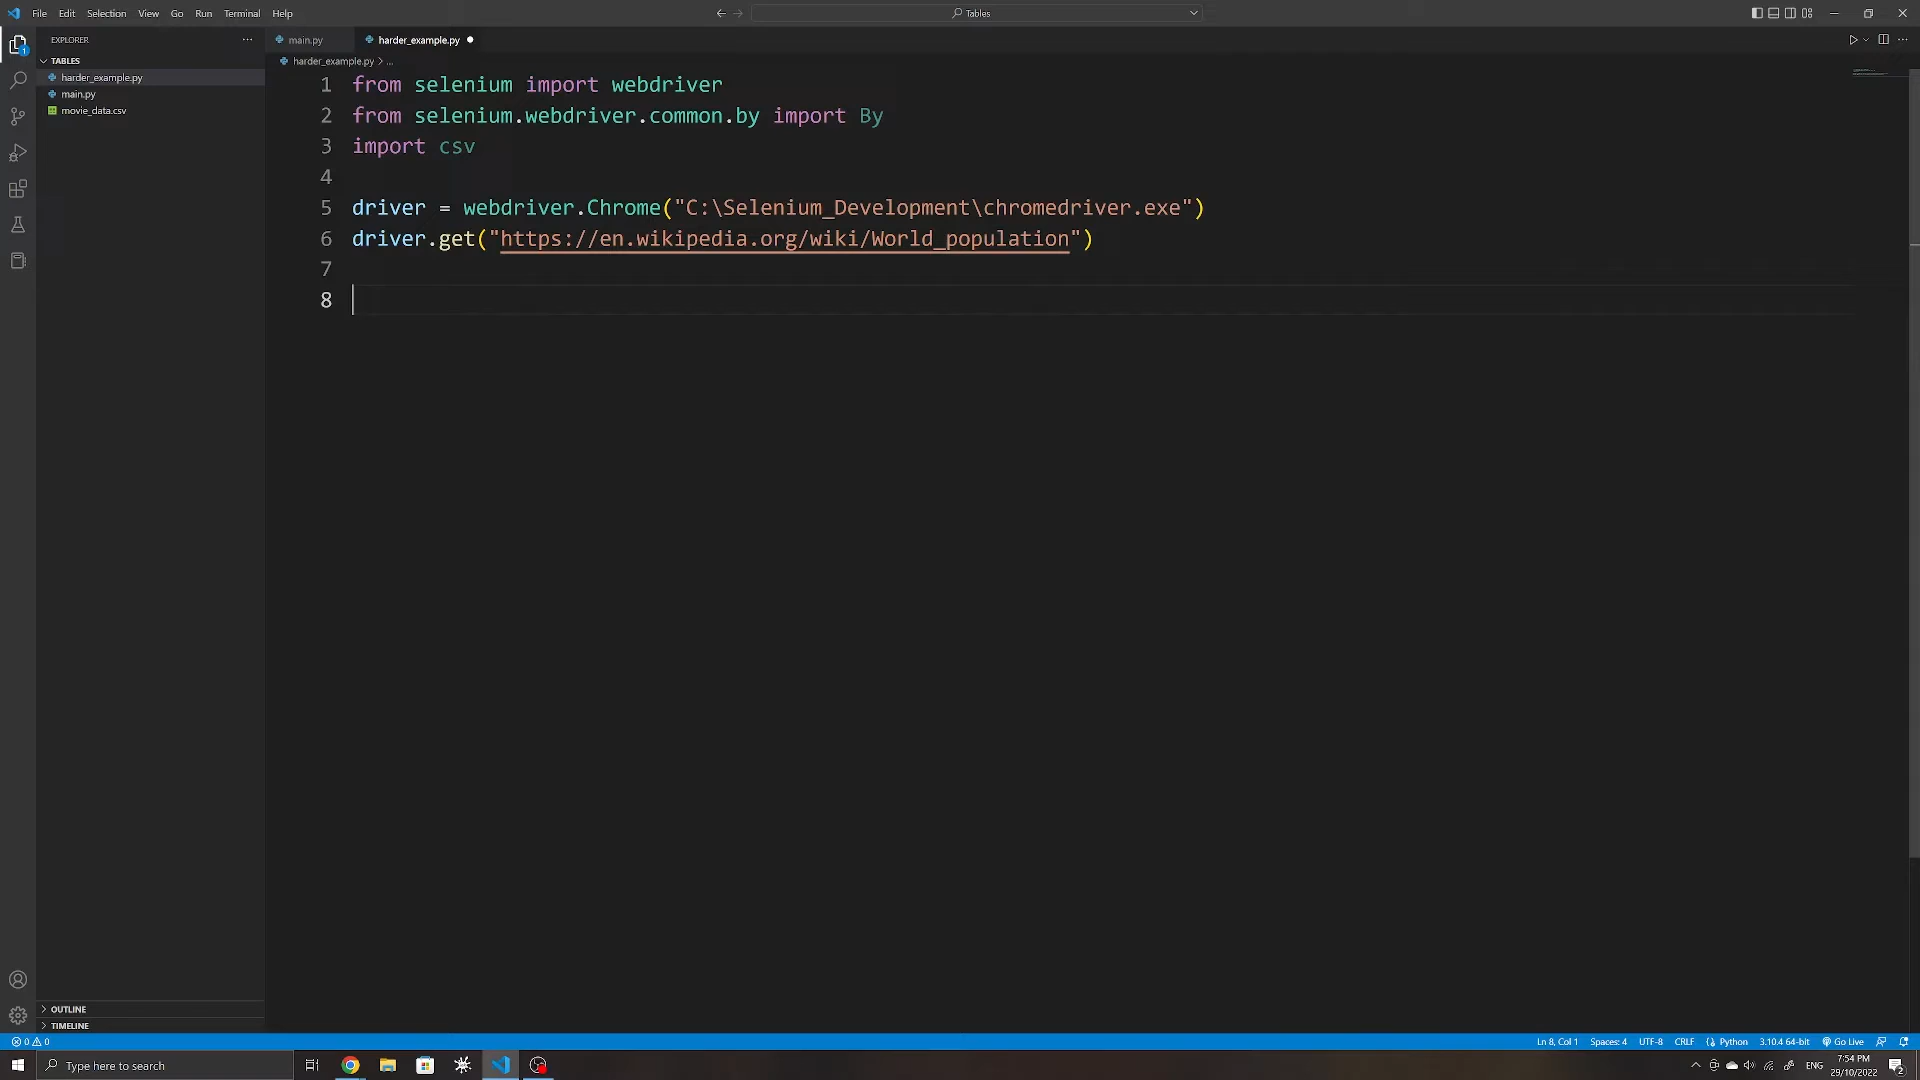 File Edit Selection View Go Run Terminal Help
Tables
EXPLORER
TABLES
harder_example.py
main.py
movie_data.csv
OUTLINE
TIMELINE
main.py
harder_example.py
harder_example.py > ...
1 from selenium import webdriver
2 from selenium.webdriver.common.by import By
3 import csv
4
5 driver = webdriver.Chrome("C:\Selenium_Development\chromedriver.exe")
6 driver.get("https://en.wikipedia.org/wiki/World_population")
7
8
1
0 0
Ln 8, Col 1 Spaces: 4 UTF-8 CRLF Python 3.10.4 64-bit Go Live
Type here to search
ENG
7:54 PM
29/10/2022
2